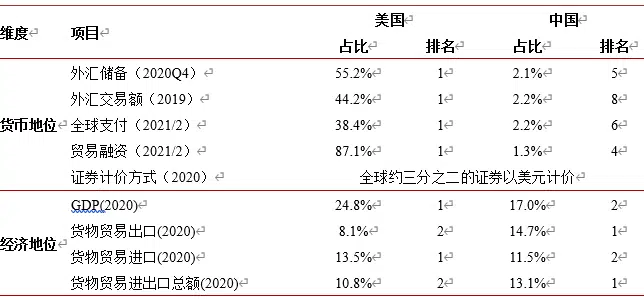 维度 项目 美国 中国
占比 排名 占比 排名
外汇储备（2020Q4） 55.2% 1 2.1% 5
外汇交易额（2019） 44.2% 1 2.2% 8
货币地位 全球支付（2021/2） 38.4% 1 2.2% 6
贸易融资（2021/2） 87.1% 1 1.3% 4
证券计价方式（2020） 全球约三分之二的证券以美元计价
GDP(2020) 24.8% 1 17.0% 2
货物贸易出口(2020) 8.1% 2 14.7% 1
经济地位 货物贸易进口(2020) 13.5% 1 11.5% 2
货物贸易进出口总额(2020) 10.8% 2 13.1% 1